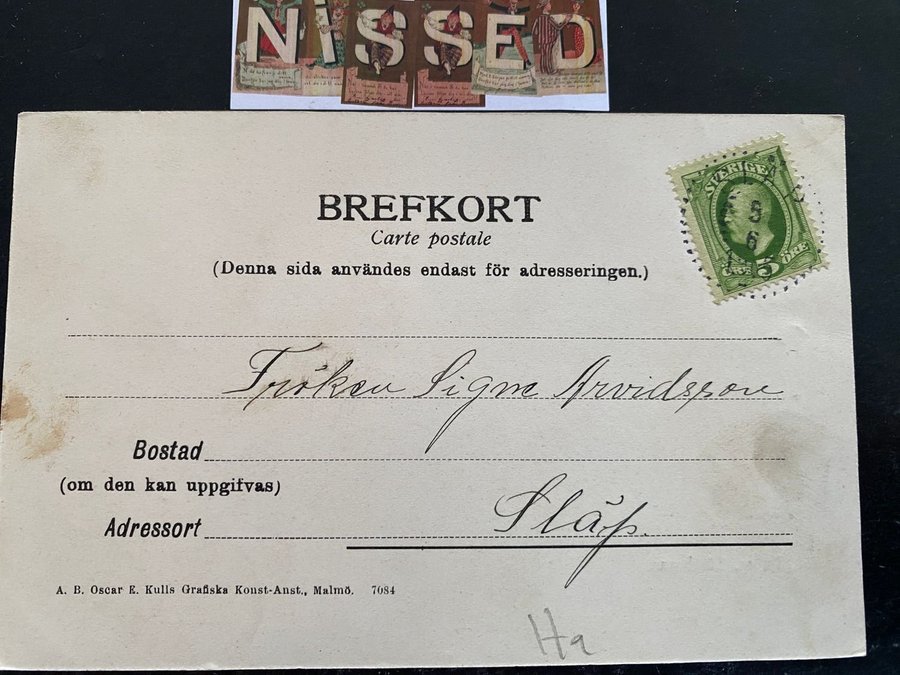 NiSSED
SVERIGE
5
ÖRE
BREFKORT
Carte postale
(Denna sida användes endast för adresseringen.)
Fröken Signe Arvidsson
Bostad
(om den kan uppgifvas)
Släp.
Adressort
A. B. Oscar E. Kulls Grafiska Konst-Anst., Malmö. 7084
Ha